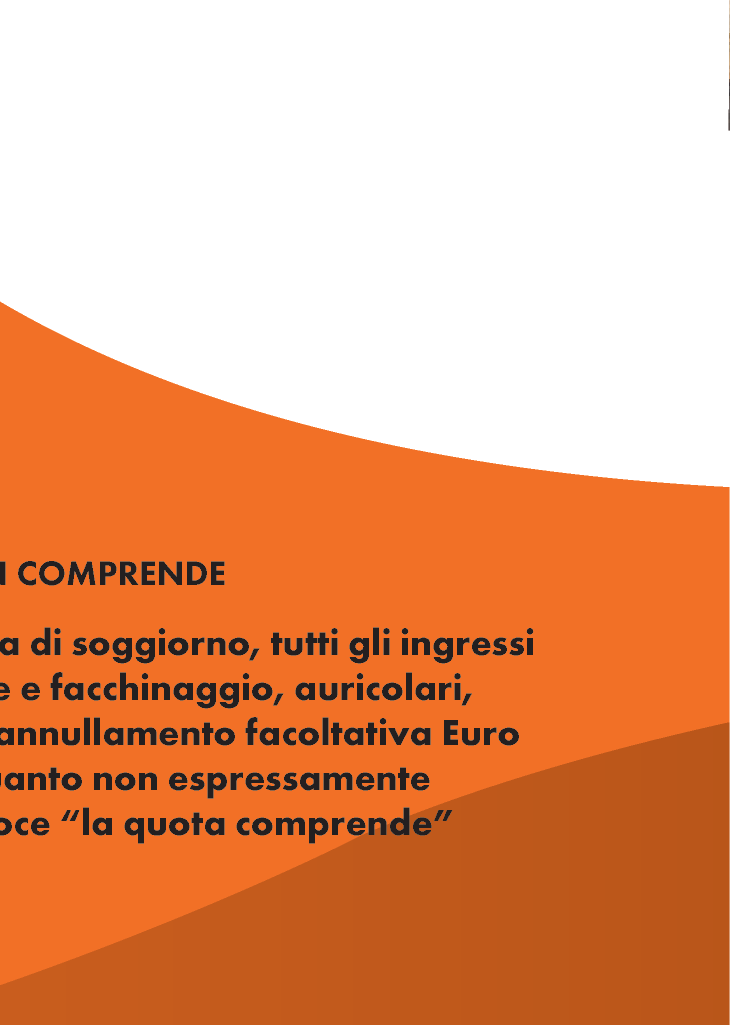 COMPRENDE
a di soggiorno, tutti gli ingressi
e e facchinaggio, auricolari,
annullamento facoltativa Euro
uanto non espressamente
oce “la quota comprende”